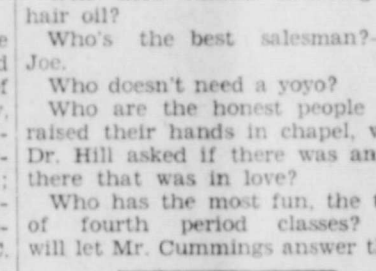 hair oil?
Who's the best salesman?-
Joe.
Who doesn't need a yoyo?
Who are the honest people
raised their hands in chapel,
Dr. Hill asked if there was an
there that was in love?
Who has the most fun, the
of fourth period classes?
will let Mr. Cummings answer